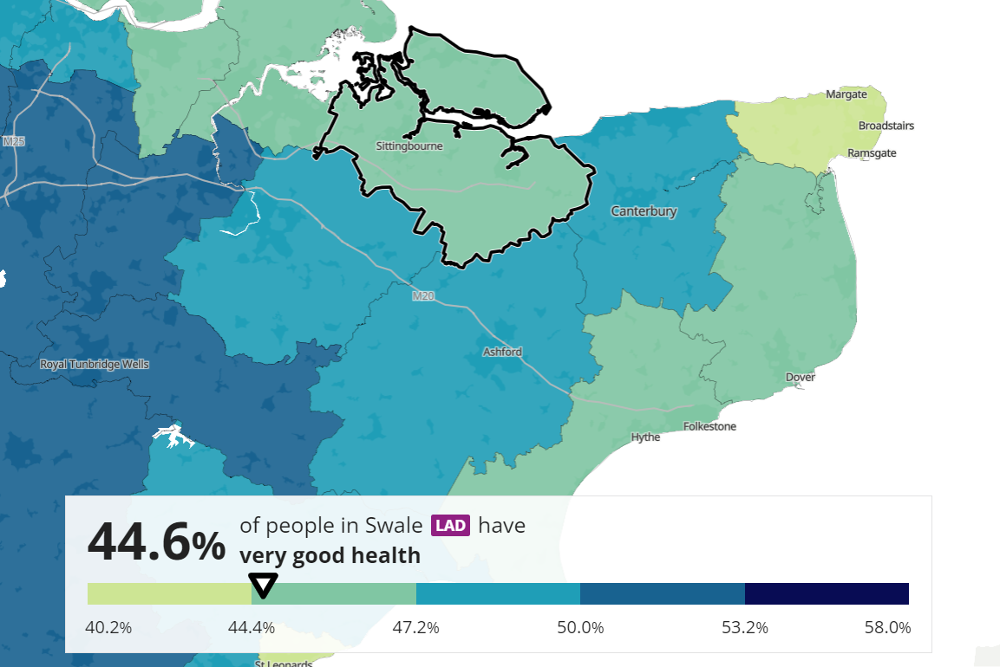 Margate
M25
Broadstairs
Sittingbourne
Ramsgate
Canterbury
M20
Ashford
Royal Tunbridge Wells
Dover
Folkestone
Hythe
44.6% of people in Swale LAD have
very good health
40.2% 44.4% 47.2% 50.0% 53.2% 58.0%
St Leonards